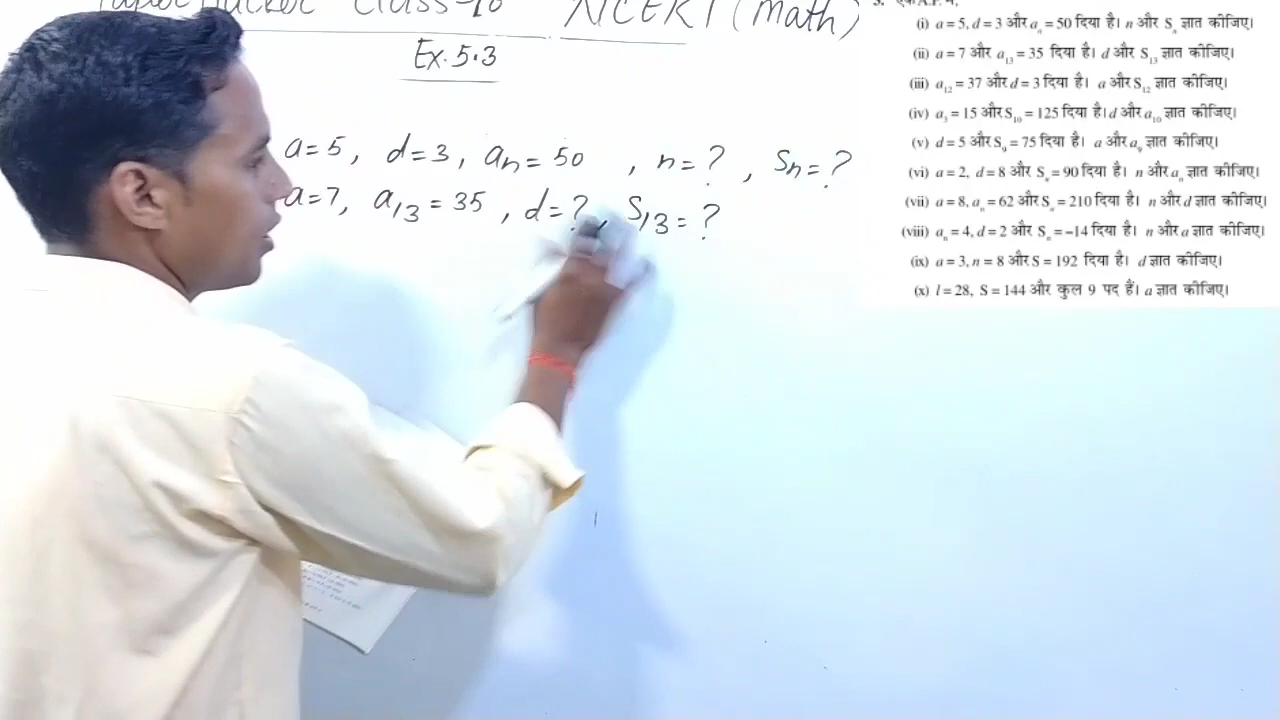 Class-10 NCERT (Math)
Ex. 5.3
a=5, d=3, an=50, n=?, Sn=?
a=7, a13=35, d=?, S13=?
(i) a = 5, d = 3 और aₙ = 50 दिया है। n और Sₙ ज्ञात कीजिए।
(ii) a = 7 और a₁₃ = 35 दिया है। d और S₁₃ ज्ञात कीजिए।
(iii) a₁₂ = 37 और d = 3 दिया है। a और S₁₂ ज्ञात कीजिए।
(iv) a₃ = 15 और S₁₀ = 125 दिया है। d और a₁₀ ज्ञात कीजिए।
(v) d = 5 और S₉ = 75 दिया है। a और a₉ ज्ञात कीजिए।
(vi) a = 2, d = 8 और Sₙ = 90 दिया है। n और aₙ ज्ञात कीजिए।
(vii) a = 8, aₙ = 62 और Sₙ = 210 दिया है। n और d ज्ञात कीजिए।
(viii) aₙ = 4, d = 2 और Sₙ = –14 दिया है। n और a ज्ञात कीजिए।
(ix) a = 3, n = 8 और S = 192 दिया है। d ज्ञात कीजिए।
(x) l = 28, S = 144 और कुल 9 पद हैं। a ज्ञात कीजिए।